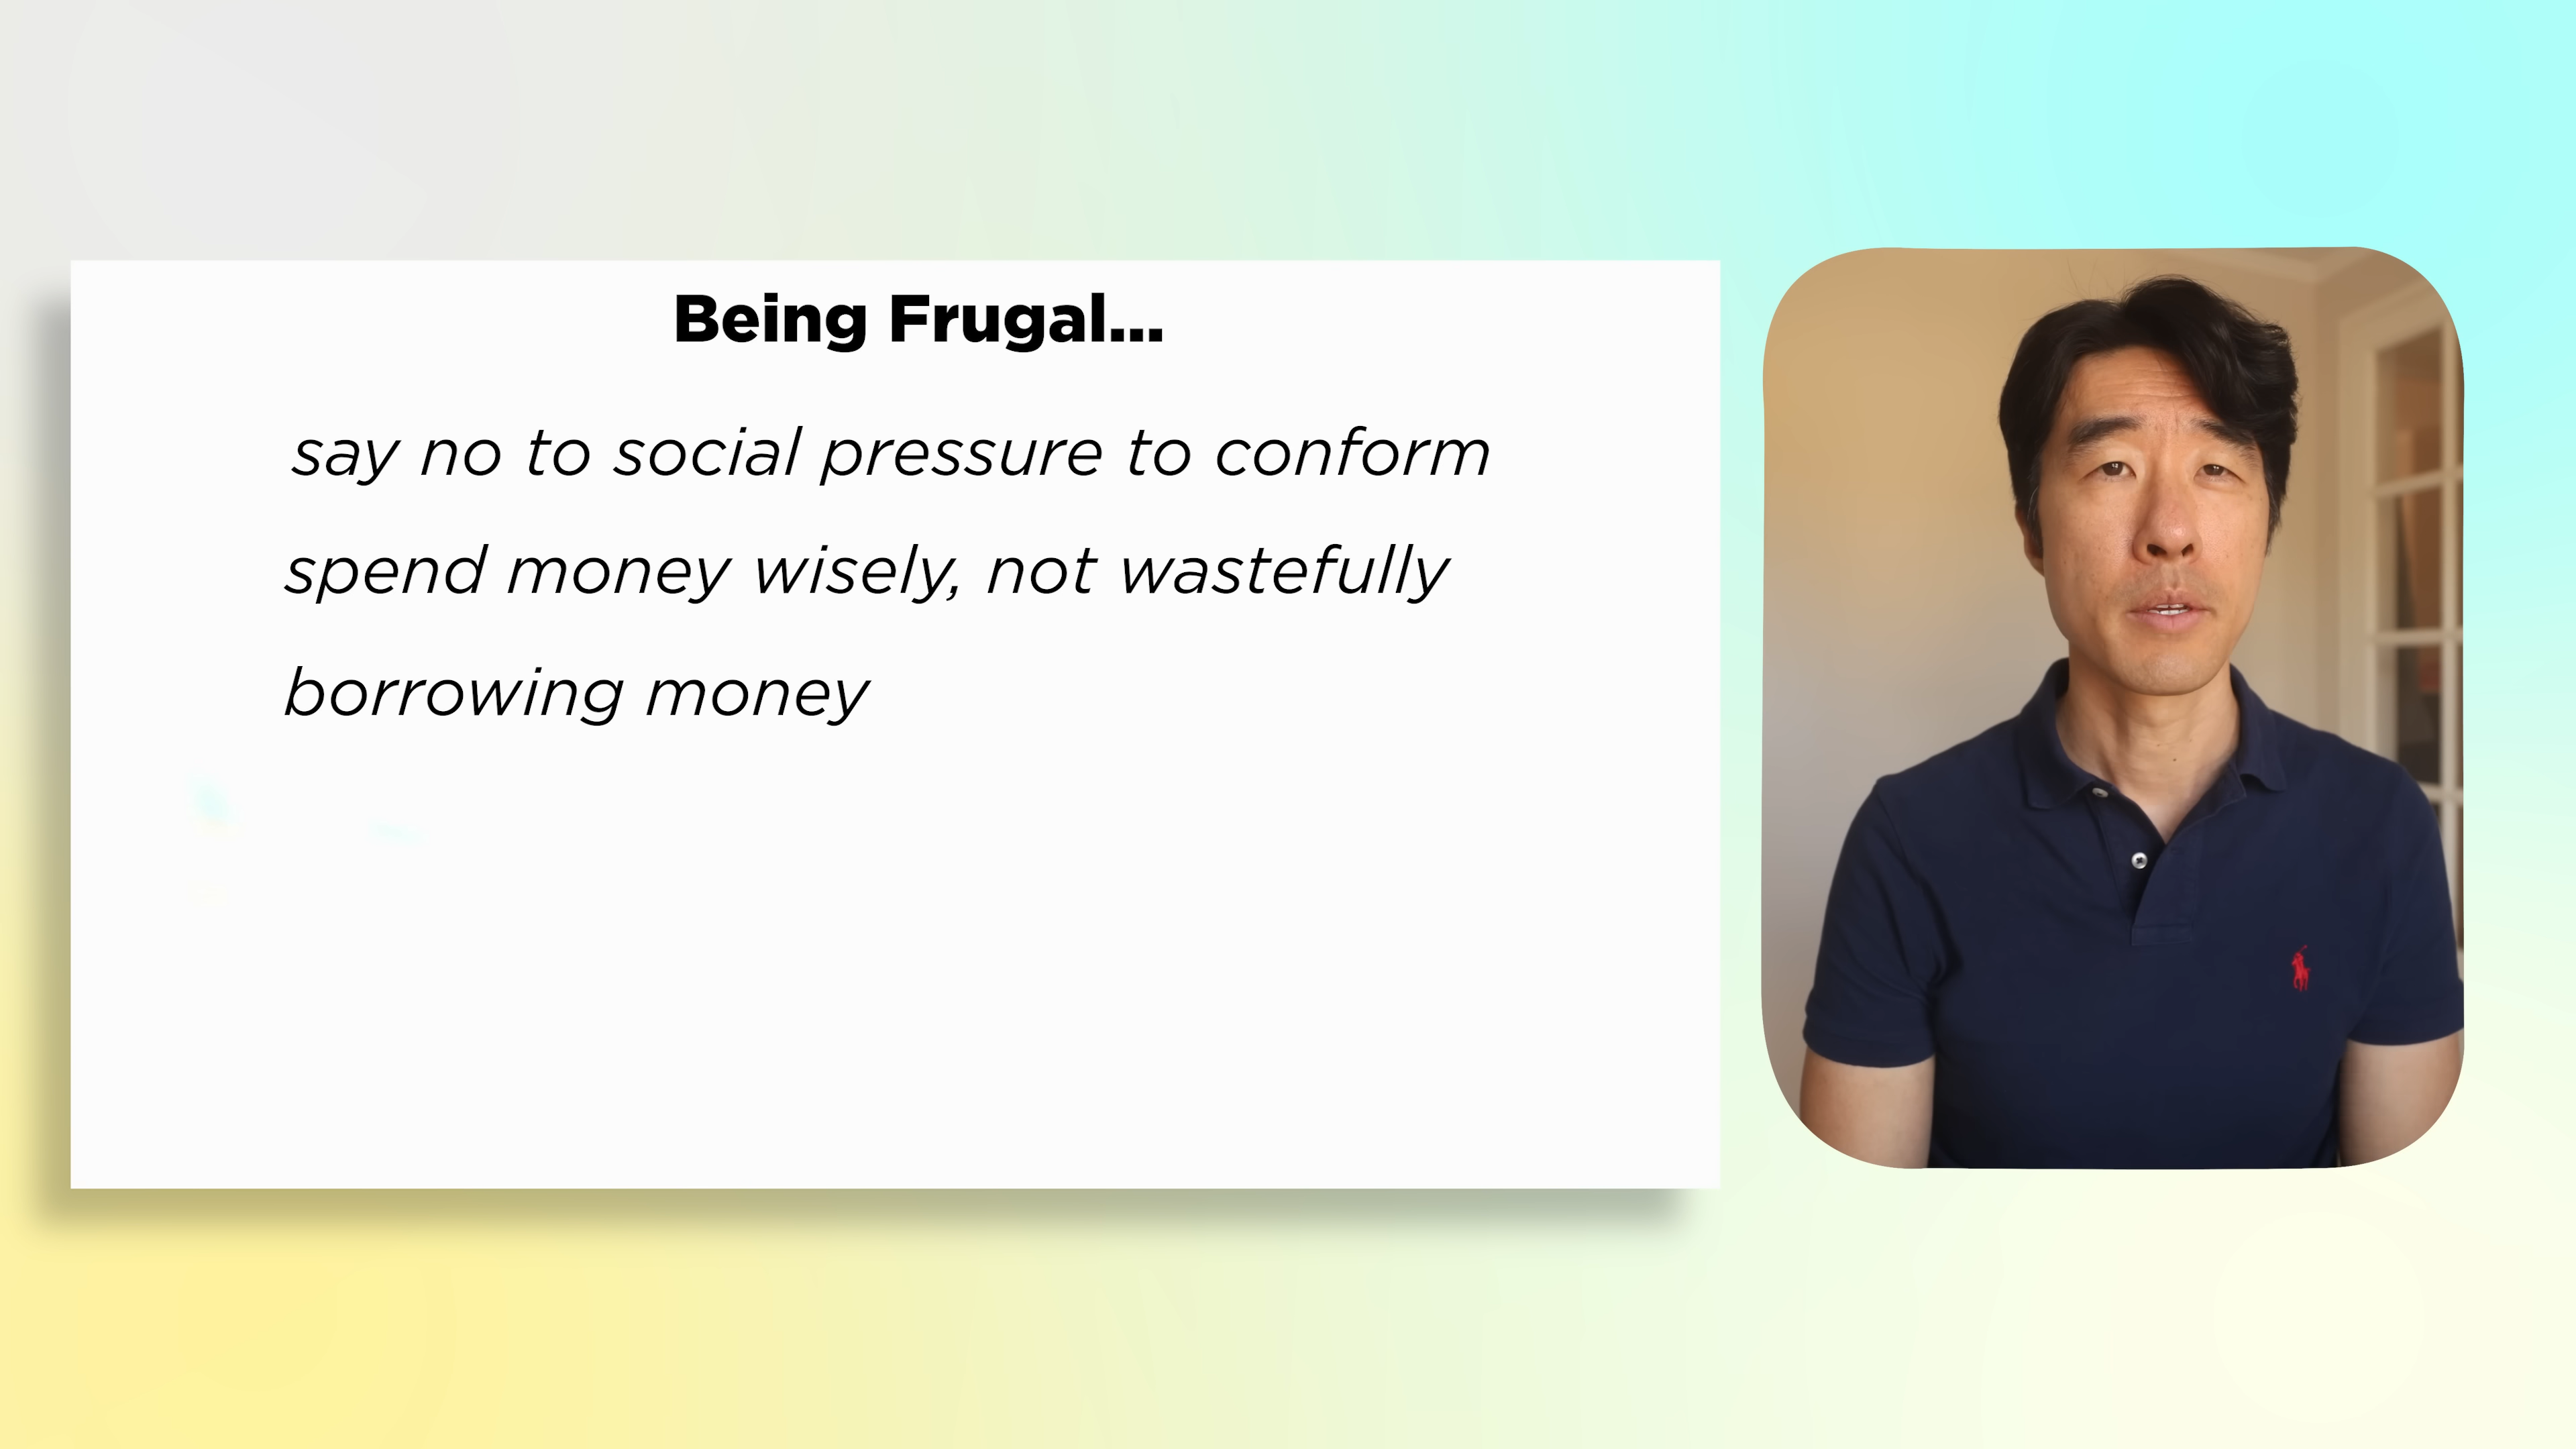 Being Frugal...
say no to social pressure to conform
spend money wisely, not wastefully
borrowing money